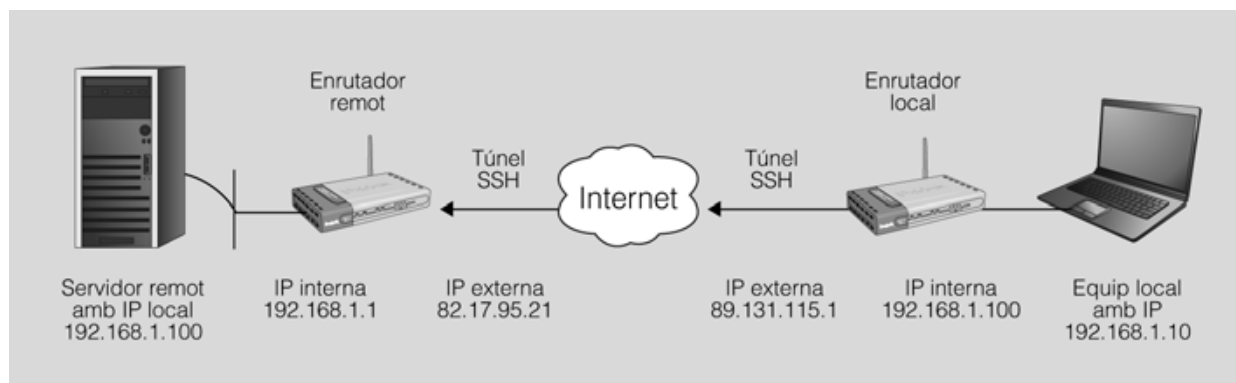 Enrutador
remot
Enrutador
local
Túnel
SSH
Internet
Túnel
SSH
Servidor remot
amb IP local
192.168.1.100
IP interna
192.168.1.1
IP externa
82.17.95.21
IP externa
89.131.115.1
IP interna
192.168.1.100
Equip local
amb IP
192.168.1.10